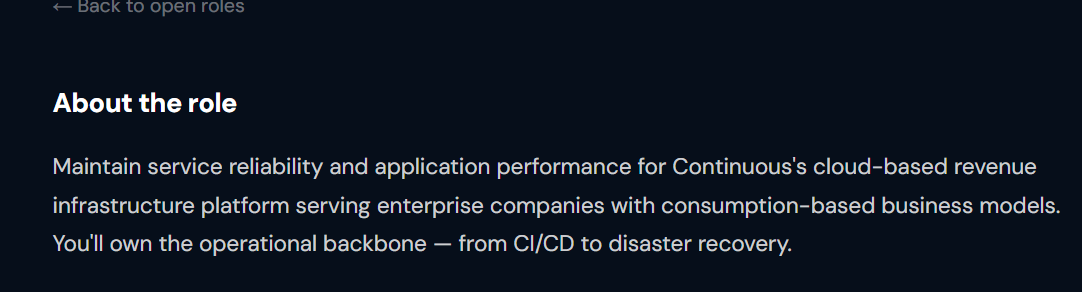 ← Back to open roles
About the role
Maintain service reliability and application performance for Continuous's cloud-based revenue
infrastructure platform serving enterprise companies with consumption-based business models.
You'll own the operational backbone — from CI/CD to disaster recovery.